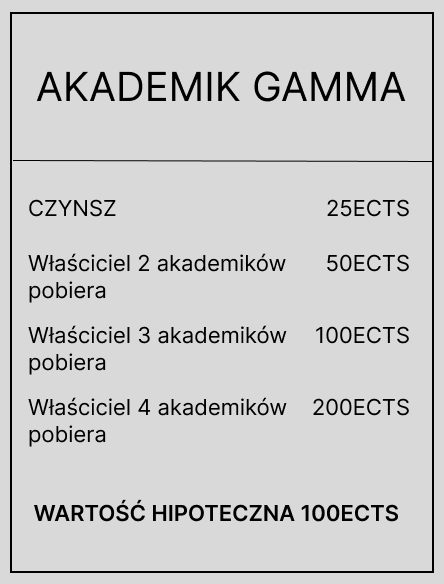 AKADEMIK GAMMA
CZYNSZ 25ECTS
Właściciel 2 akademików 50ECTS
pobiera
Właściciel 3 akademików 100ECTS
pobiera
Właściciel 4 akademików 200ECTS
pobiera
WARTOŚĆ HIPOTECZNA 100ECTS